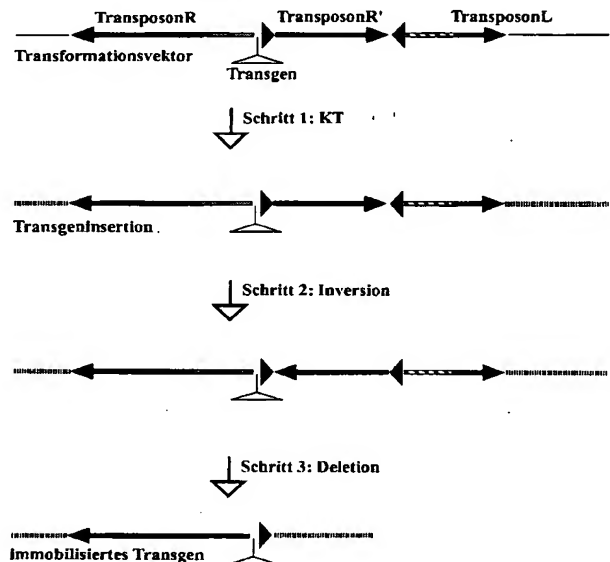 TransposonR TransposonR' TransposonL
Transformationsvektor
Transgen
Schritt 1: KT
TransgenInsertion
Schritt 2: Inversion
Schritt 3: Deletion
Immobilisiertes Transgen